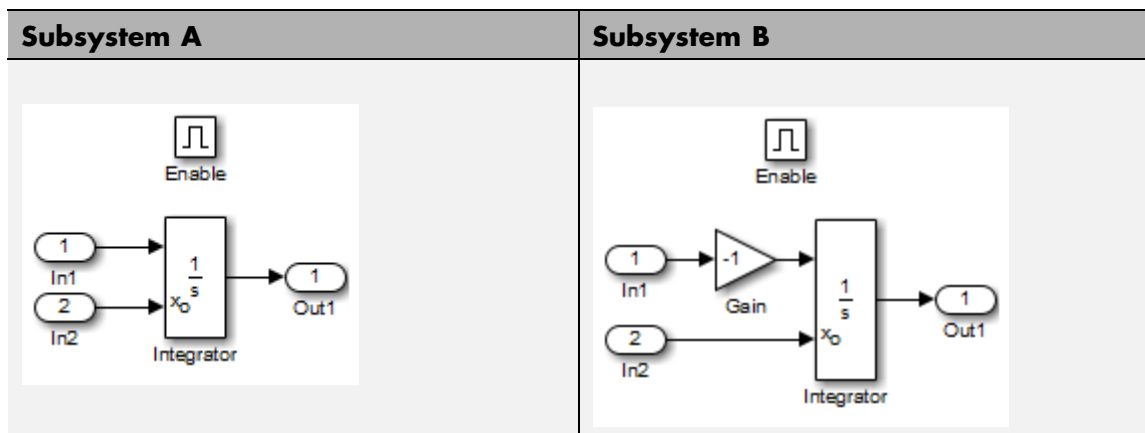 Subsystem A
Subsystem B
Enable
1
In1
2
In2
1
s
xo
Integrator
1
Out1
Enable
1
In1
-1
Gain
2
In2
1
s
xo
Integrator
1
Out1